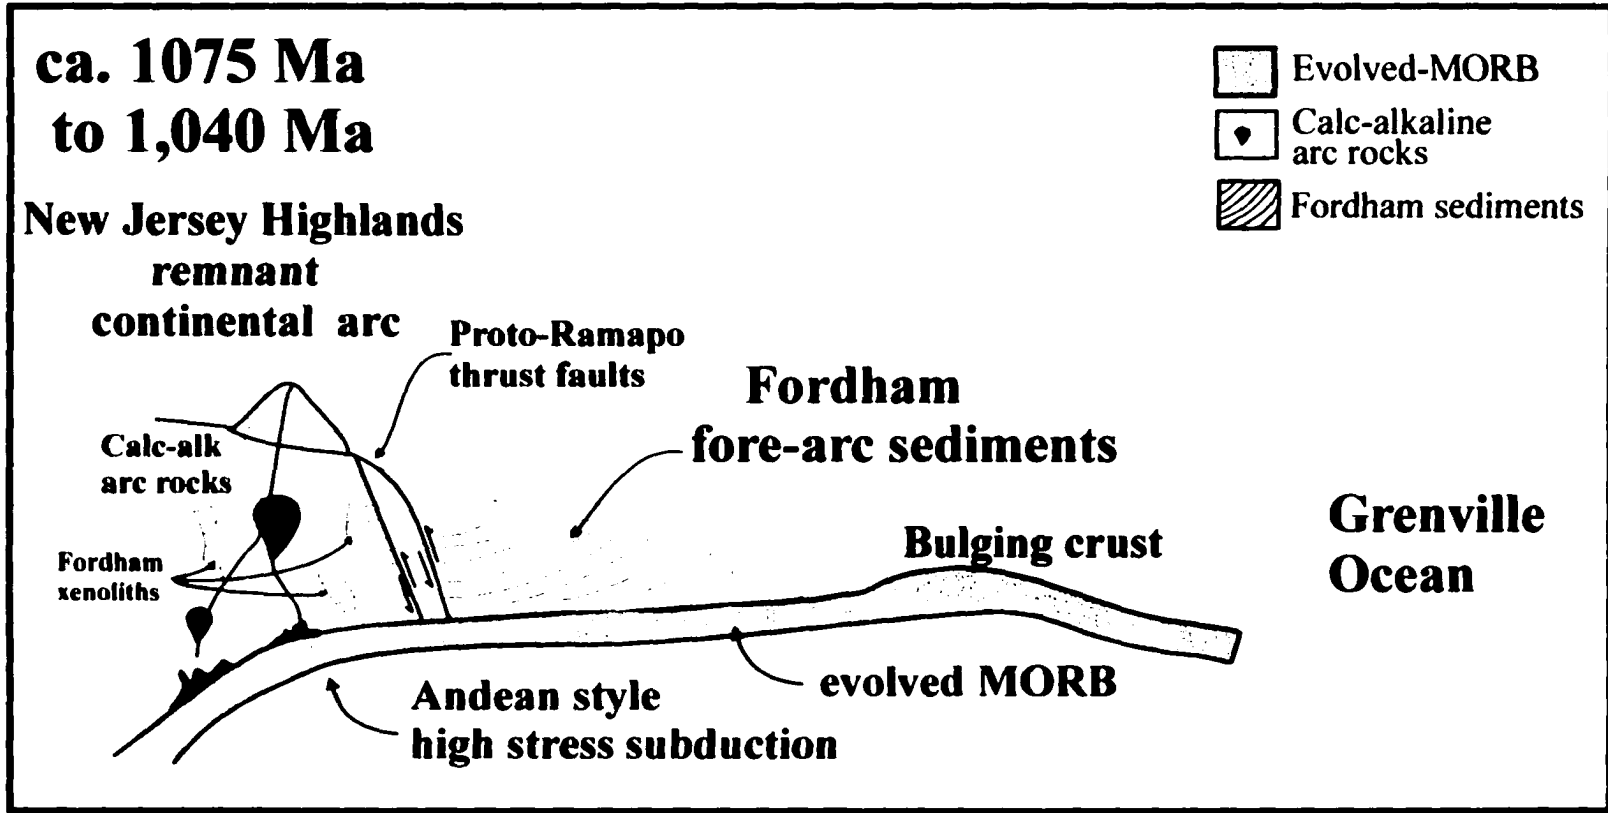 ca. 1075 Ma
to 1,040 Ma
New Jersey Highlands
remnant
continental arc
Evolved-MORB
Calc-alkaline
arc rocks
Fordham sediments
Proto-Ramapo
thrust faults
Fordham
fore-arc sediments
Calc-alk
arc rocks
Fordham
xenoliths
Bulging crust
Grenville
Ocean
evolved MORB
Andean style
high stress subduction